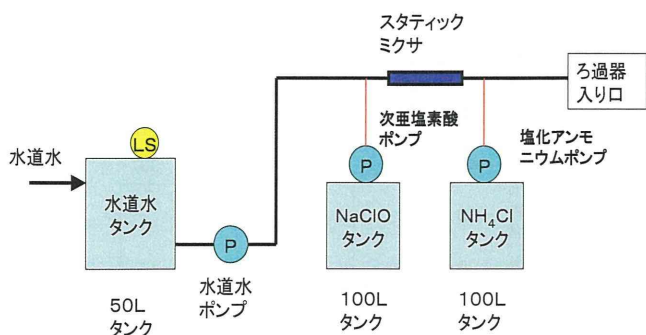 スタティック
ミクサ
ろ過器
入り口
次亜塩素酸
ポンプ
塩化アンモ
ニウムポンプ
水道水
LS
水道水
タンク
P
P
P
NaClO
タンク
NH₄Cl
タンク
水道水
ポンプ
50L
タンク
100L
タンク
100L
タンク